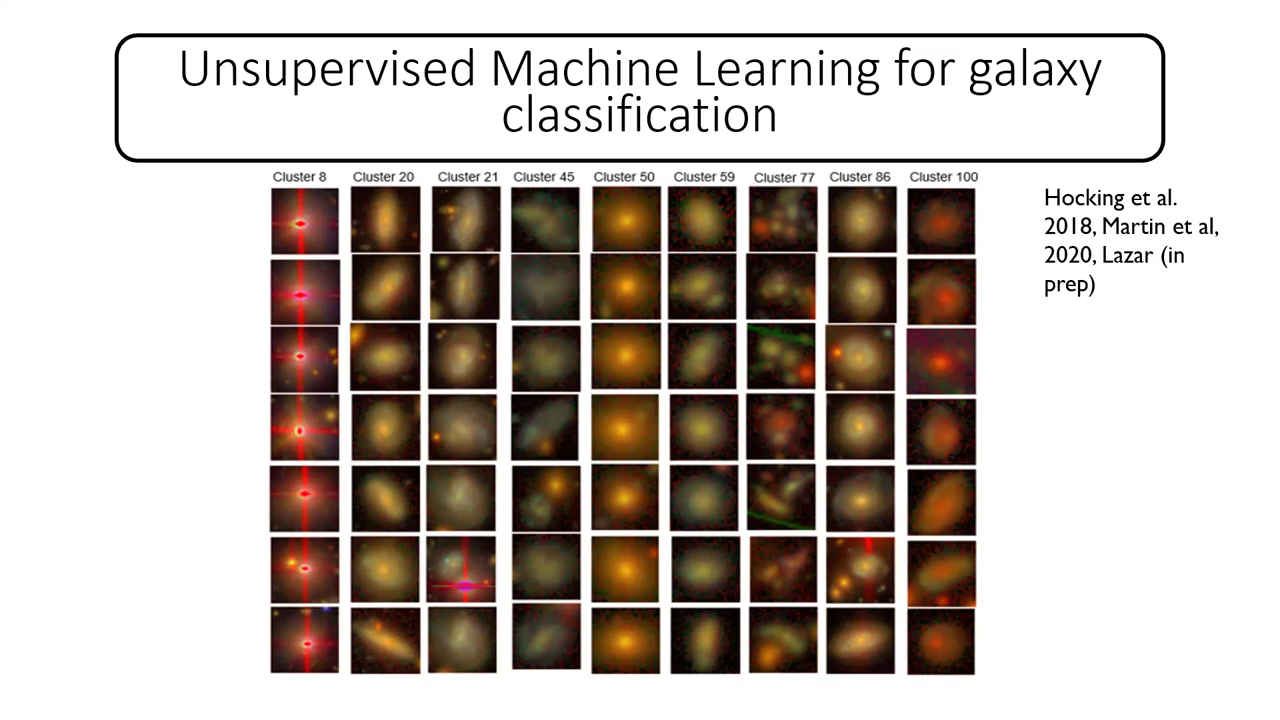 Unsupervised Machine Learning for galaxy
classification
Cluster 8 Cluster 20 Cluster 21 Cluster 45 Cluster 50 Cluster 59 Cluster 77 Cluster 86 Cluster 100
Hocking et al.
2018, Martin et al,
2020, Lazar (in
prep)